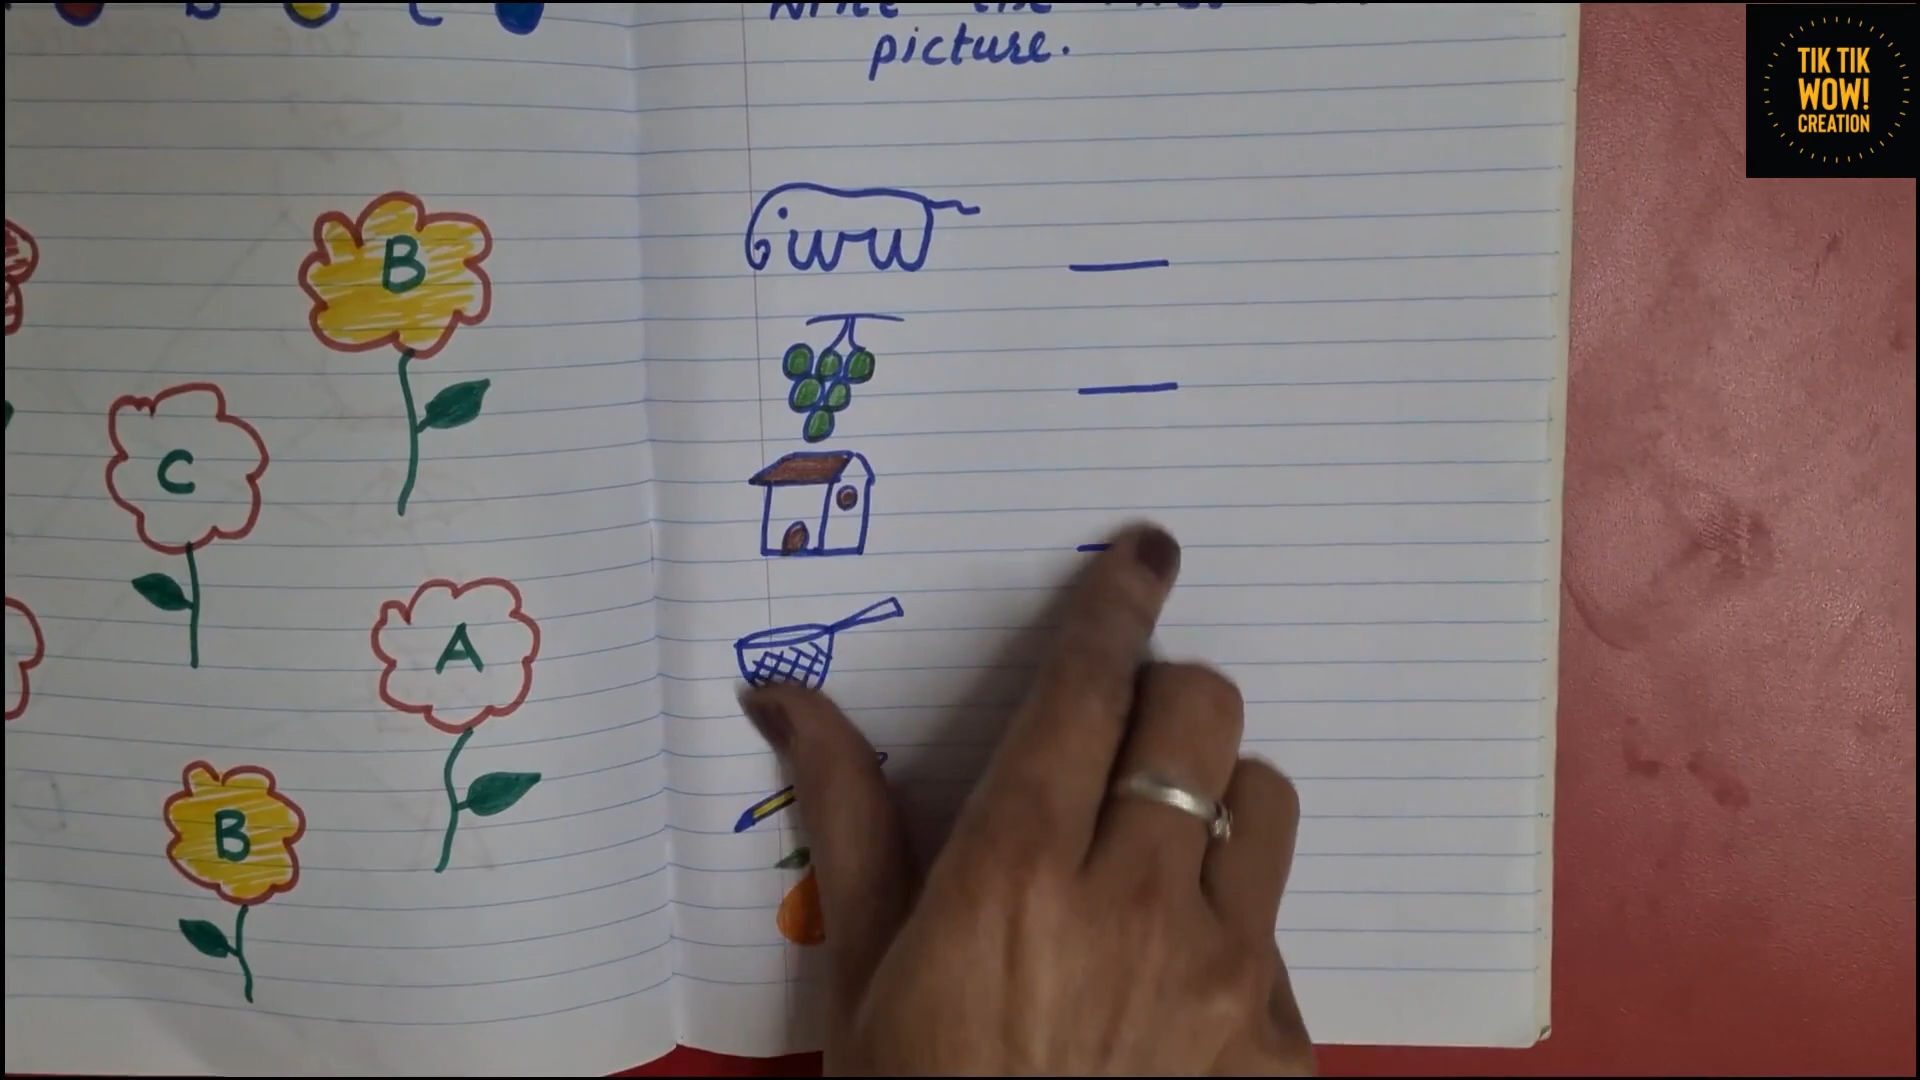 picture.
B
C
A
B
TIK TIK
WOW!
CREATION